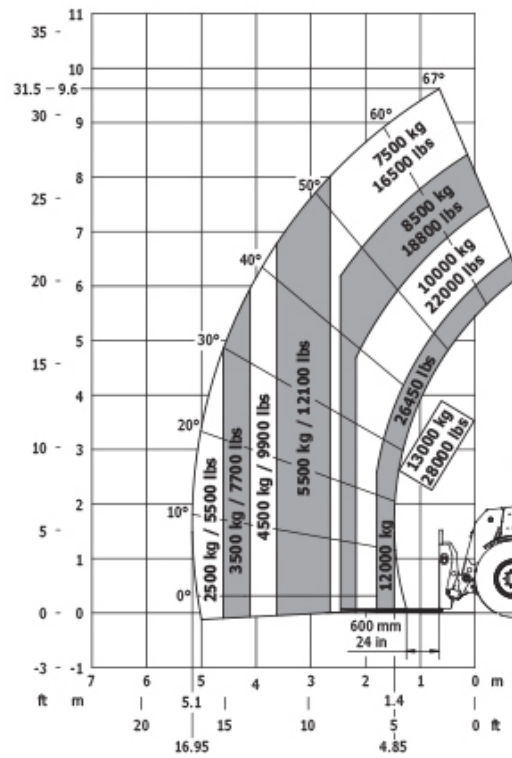 11
35
10
67°
31.5 – 9.6
60°
30
9
7500 kg
16500 lbs
8
50°
25
8500 kg
18800 lbs
7
40°
10000 kg
22000 lbs
20
6
30°
5
15
26450 lbs
4
20°
13000 kg
28000 lbs
10
3
2500 kg / 5500 lbs
3500 kg / 7700 lbs
4500 kg / 9900 lbs
5500 kg / 12100 lbs
2
10°
5
1
12000 kg
0°
0
0
600 mm
24 in
-3
-1
7 6 5 4 3 2 1 0 m
ft m
5.1 1.4
20 15 10 5 0 ft
16.95 4.85